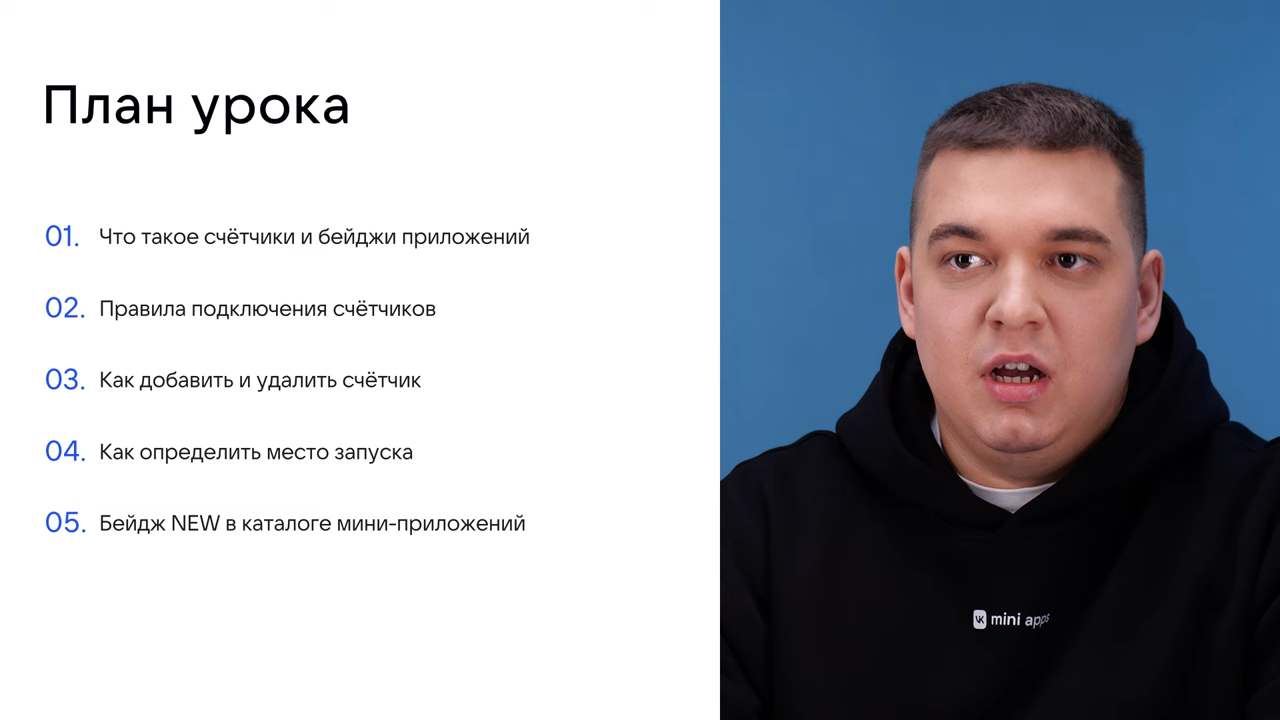 План урока
01. Что такое счётчики и бейджи приложений
02. Правила подключения счётчиков
03. Как добавить и удалить счётчик
04. Как определить место запуска
05. Бейдж NEW в каталоге мини-приложений
VK mini apps